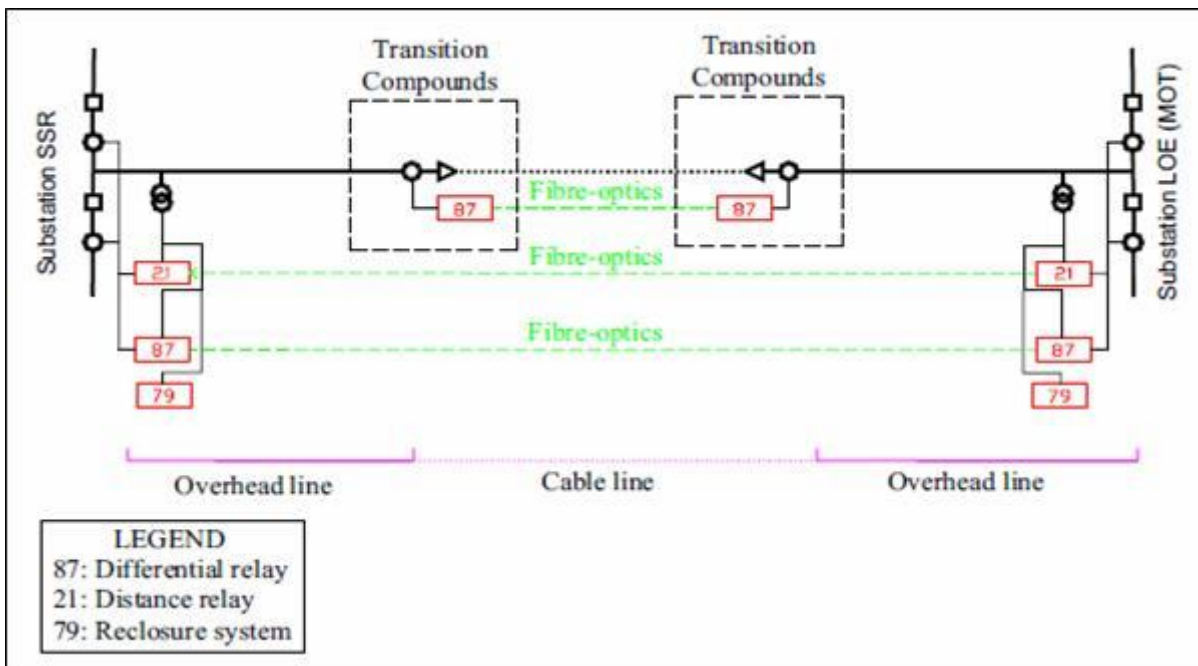 Transition
Compounds
Transition
Compounds
Substation SSR
Substation LOE (MOT)
87
Fibre-optics
87
21
Fibre-optics
21
87
Fibre-optics
87
79
79
Overhead line
Cable line
Overhead line
LEGEND
87: Differential relay
21: Distance relay
79: Reclosure system